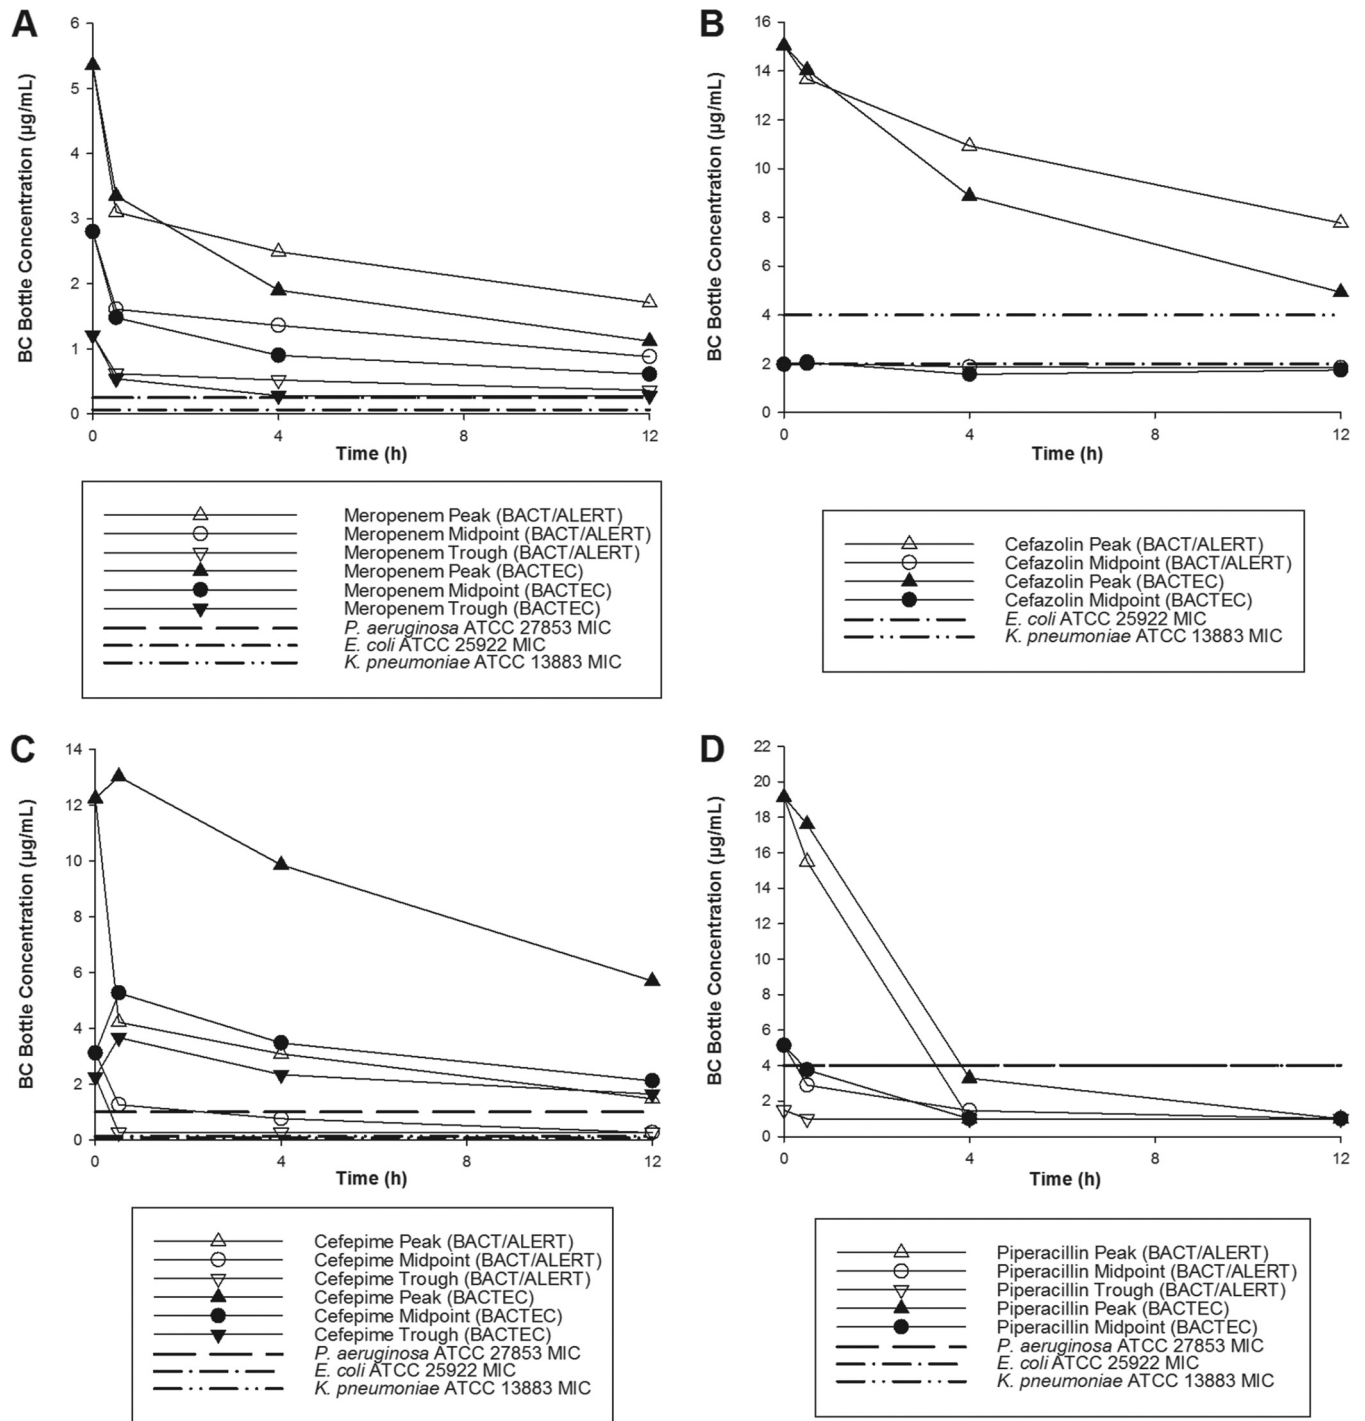 A
BC Bottle Concentration (µg/mL)
6
5
4
3
2
1
0
0 4 8 12
Time (h)
Meropenem Peak (BACT/ALERT)
Meropenem Midpoint (BACT/ALERT)
Meropenem Trough (BACT/ALERT)
Meropenem Peak (BACTEC)
Meropenem Midpoint (BACTEC)
Meropenem Trough (BACTEC)
P. aeruginosa ATCC 27853 MIC
E. coli ATCC 25922 MIC
K. pneumoniae ATCC 13883 MIC
B
BC Bottle Concentration (µg/mL)
16
14
12
10
8
6
4
2
0
0 4 8 12
Time (h)
Cefazolin Peak (BACT/ALERT)
Cefazolin Midpoint (BACT/ALERT)
Cefazolin Peak (BACTEC)
Cefazolin Midpoint (BACTEC)
E. coli ATCC 25922 MIC
K. pneumoniae ATCC 13883 MIC
C
BC Bottle Concentration (µg/mL)
14
12
10
8
6
4
2
0
0 4 8 12
Time (h)
Cefepime Peak (BACT/ALERT)
Cefepime Midpoint (BACT/ALERT)
Cefepime Trough (BACT/ALERT)
Cefepime Peak (BACTEC)
Cefepime Midpoint (BACTEC)
Cefepime Trough (BACTEC)
P. aeruginosa ATCC 27853 MIC
E. coli ATCC 25922 MIC
K. pneumoniae ATCC 13883 MIC
D
BC Bottle Concentration (µg/mL)
22
20
18
16
14
12
10
8
6
4
2
0
0 4 8 12
Time (h)
Piperacillin Peak (BACT/ALERT)
Piperacillin Midpoint (BACT/ALERT)
Piperacillin Trough (BACT/ALERT)
Piperacillin Peak (BACTEC)
Piperacillin Midpoint (BACTEC)
P. aeruginosa ATCC 27853 MIC
E. coli ATCC 25922 MIC
K. pneumoniae ATCC 13883 MIC